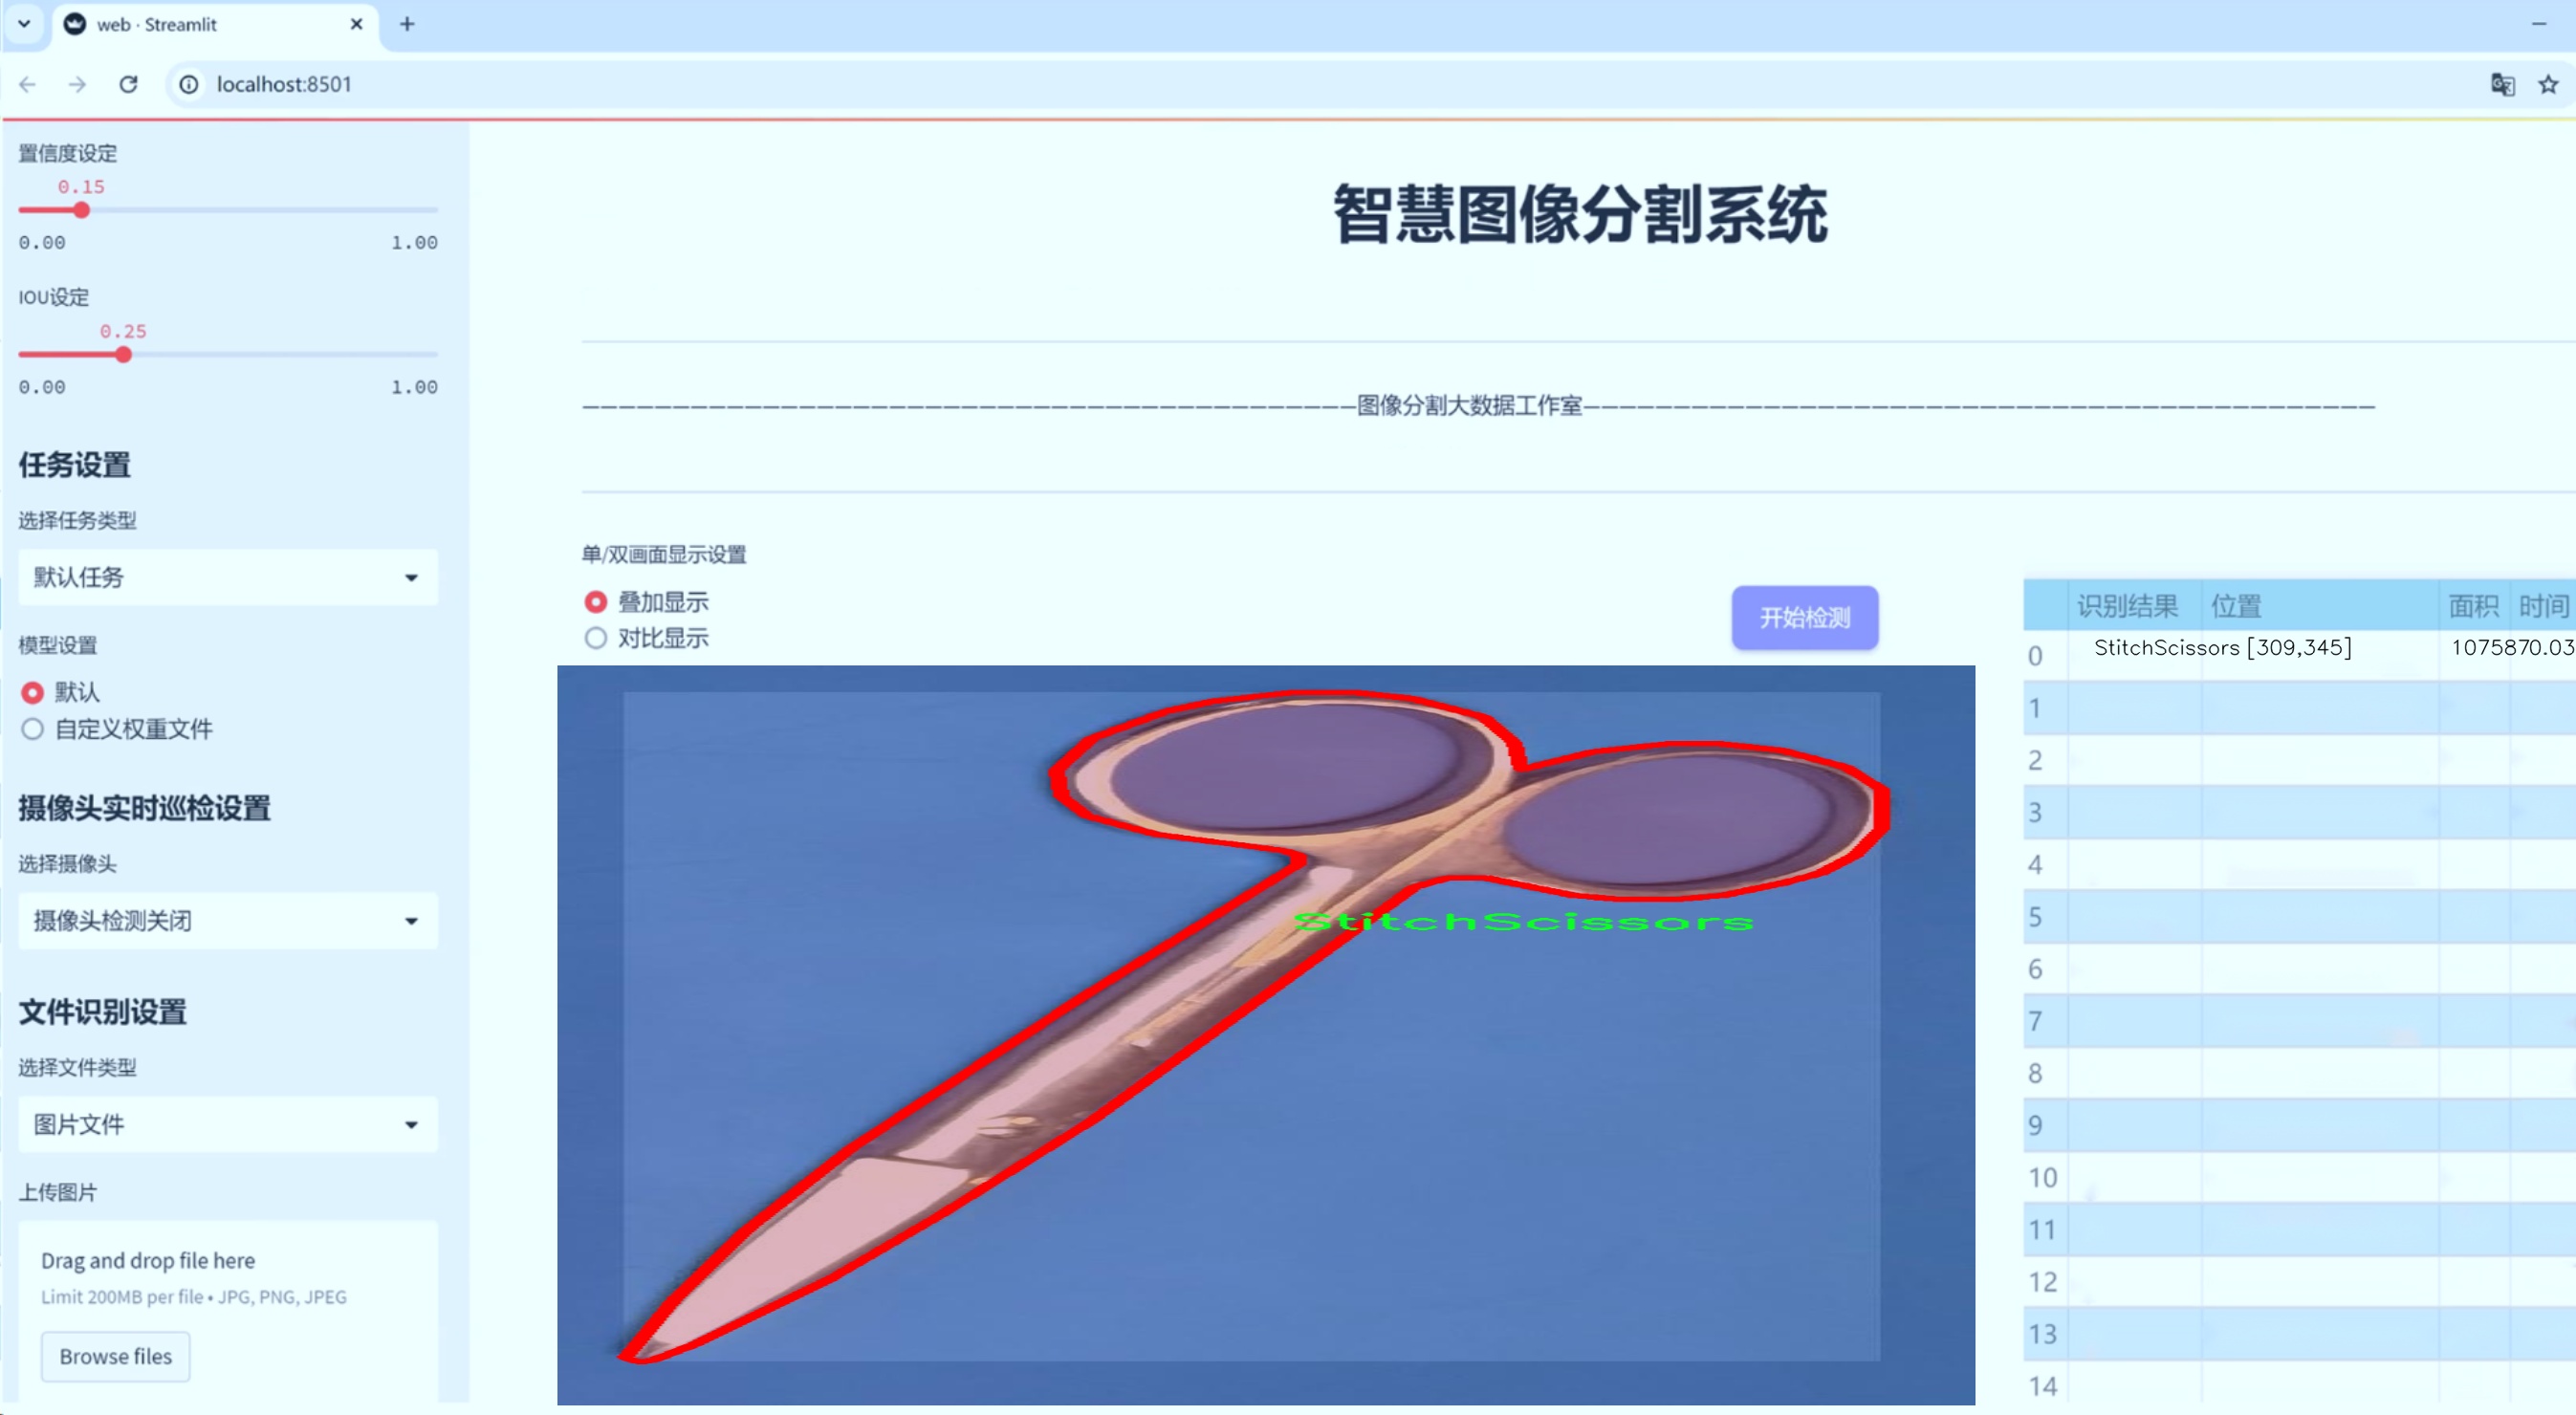 web · Streamlit
localhost:8501
置信度设定
0.15
0.00 1.00
IOU设定
0.25
0.00 1.00
任务设置
选择任务类型
默认任务
模型设置
默认
自定义权重文件
摄像头实时巡检设置
选择摄像头
摄像头检测关闭
文件识别设置
选择文件类型
图片文件
上传图片
Drag and drop file here
Limit 200MB per file • JPG, PNG, JPEG
Browse files
智慧图像分割系统
——————————————————————————————————————————图像分割大数据工作室——————————————————————————————————————————
单/双画面显示设置
叠加显示
对比显示
开始检测
StitchScissors
识别结果 位置 面积 时间
0 StitchScissors [309,345] 1075870.03
1
2
3
4
5
6
7
8
9
10
11
12
13
14